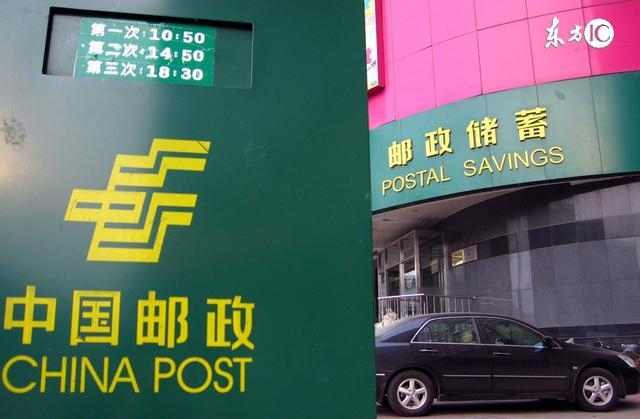 第一次:10:50
第二次:14:50
第三次:18:30
中国邮政
CHINA POST
邮政储蓄
POSTAL SAVINGS
东方IC